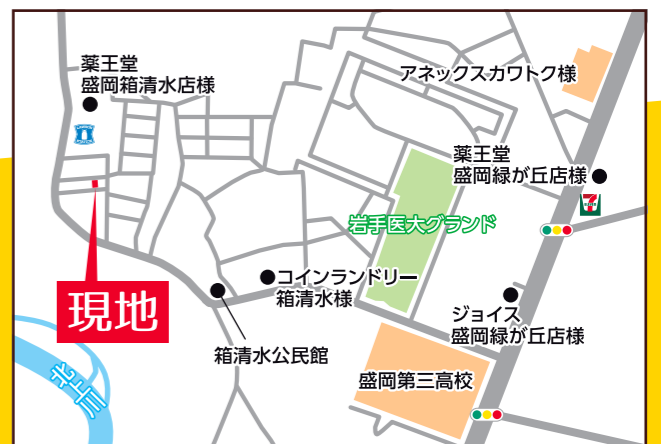 薬王堂
盛岡箱清水店様
アネックスカワトク様
薬王堂
盛岡緑が丘店様
岩手医大グランド
現地
コインランドリー
箱清水様
箱清水公民館
ジョイス
盛岡緑が丘店様
盛岡第三高校
北上川